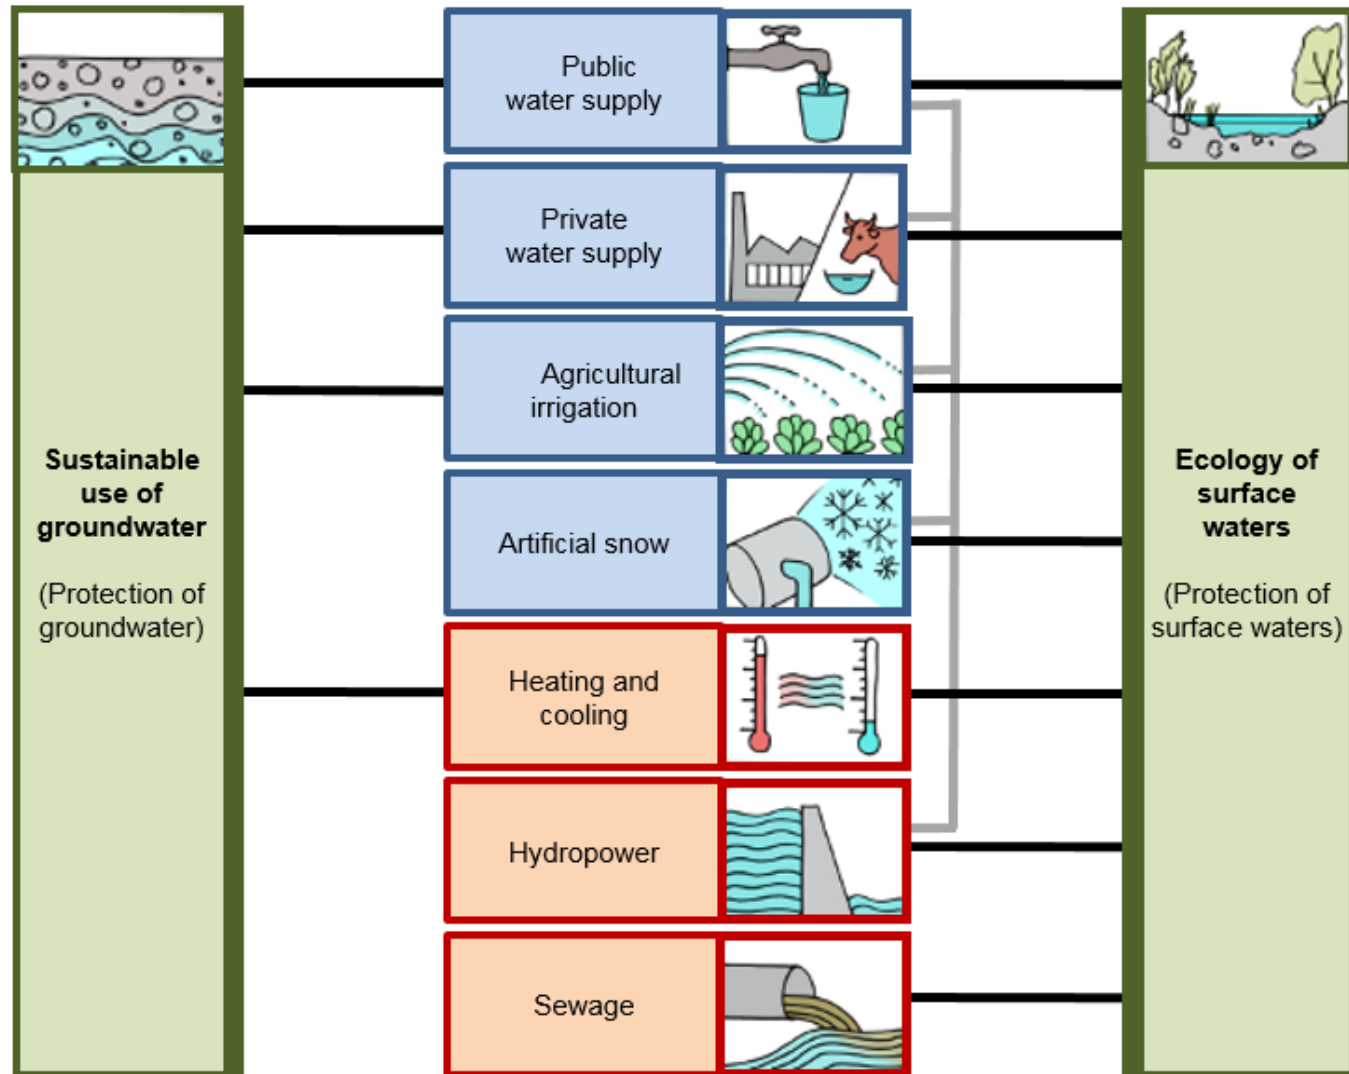 Sustainable
use of
groundwater
(Protection of
groundwater)
Public
water supply
Private
water supply
Agricultural
irrigation
Artificial snow
Heating and
cooling
Hydropower
Sewage
Ecology of
surface
waters
(Protection of
surface waters)